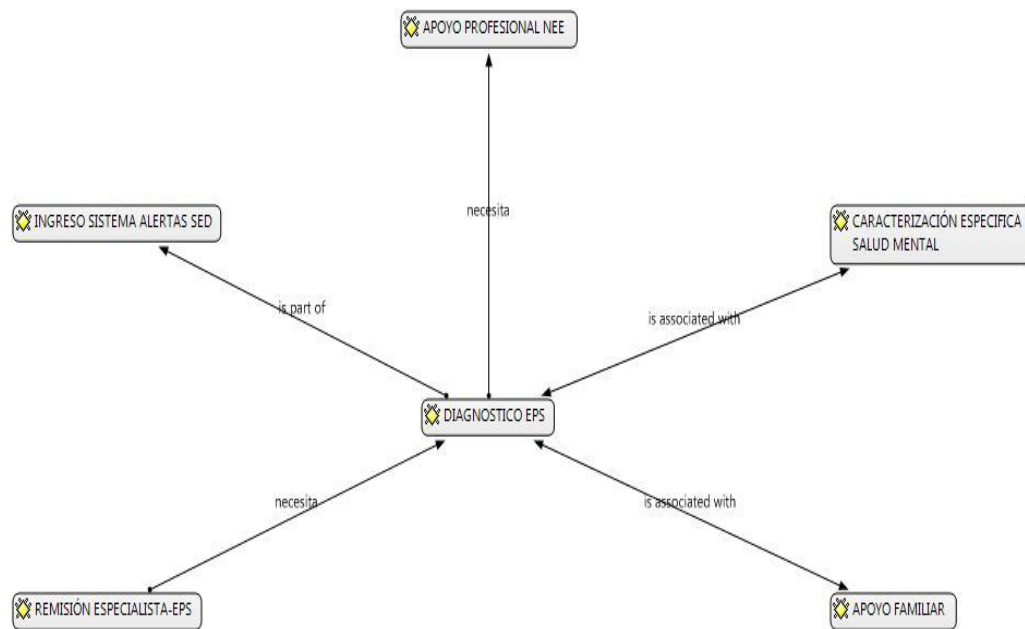 APOYO PROFESIONAL NEE
necesita
INGRESO SISTEMA ALERTAS SED
CARACTERIZACIÓN ESPECIFICA
SALUD MENTAL
is part of
is associated with
DIAGNOSTICO EPS
necesita
is associated with
REMISIÓN ESPECIALISTA-EPS
APOYO FAMILIAR